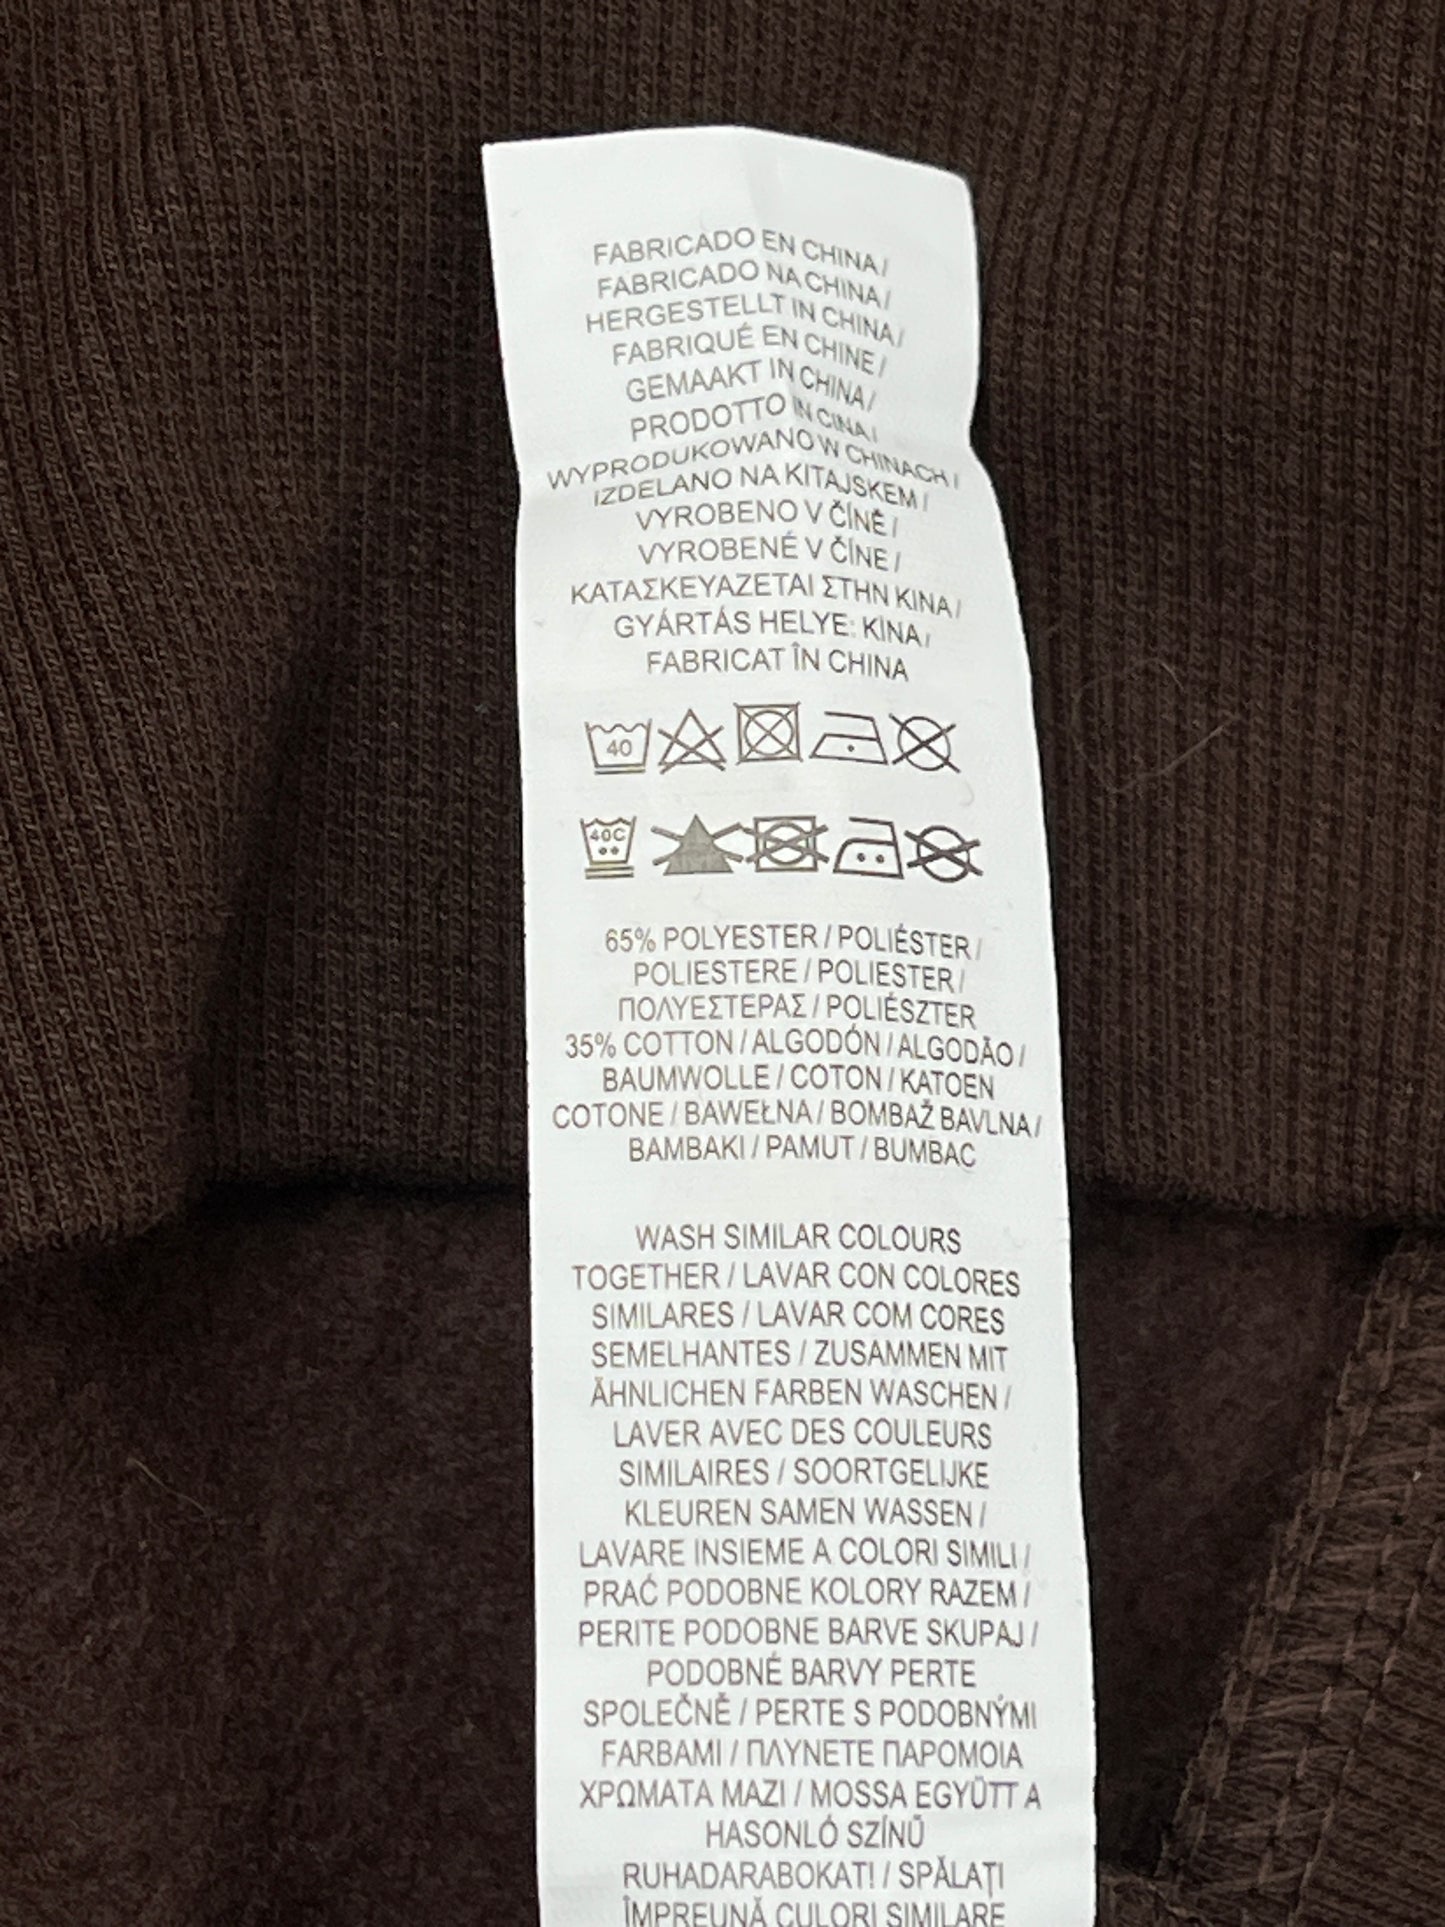 FABRICADO EN CHINA /
FABRICADO NA CHINA /
HERGESTELLT IN CHINA /
FABRIQUÉ EN CHINE /
GEMAAKT IN CHINA /
PRODOTTO IN CINA /
WYPRODUKOWANO W CHINACH /
IZDELANO NA KITAJSKEM /
VYROBENO V ČÍNĚ /
VYROBENÉ V ČÍNE /
ΚΑΤΑΣΚΕΥΑΖΕΤΑΙ ΣΤΗΝ ΚΙΝΑ /
GYÁRTÁS HELYE: KÍNA /
FABRICAT ÎN CHINA
40
40C
65% POLYESTER / POLIÉSTER /
POLIESTERE / POLIESTER /
ΠΟΛΥΕΣΤΕΡΑΣ / POLIÉSZTER
35% COTTON / ALGODÓN / ALGODÃO /
BAUMWOLLE / COTON / KATOEN
COTONE / BAWEŁNA / BOMBAŽ BAVLNA /
BAMBAKI / PAMUT / BUMBAC
WASH SIMILAR COLOURS
TOGETHER / LAVAR CON COLORES
SIMILARES / LAVAR COM CORES
SEMELHANTES / ZUSAMMEN MIT
ÄHNLICHEN FARBEN WASCHEN /
LAVER AVEC DES COULEURS
SIMILAIRES / SOORTGELIJKE
KLEUREN SAMEN WASSEN /
LAVARE INSIEME A COLORI SIMILI /
PRAĆ PODOBNE KOLORY RAZEM /
PERITE PODOBNE BARVE SKUPAJ /
PODOBNÉ BARVY PERTE
SPOLEČNĚ / PERTE S PODOBNÝMI
FARBAMI / ΠΛΥΝΕΤΕ ΠΑΡΟΜΟΙΑ
ΧΡΩΜΑΤΑ ΜΑΖΙ / MOSSA EGYÜTT A
HASONLÓ SZÍNŰ
RUHADARABOKAT! / SPĂLAȚI
ÎMPREUNĂ CULORI SIMILARE